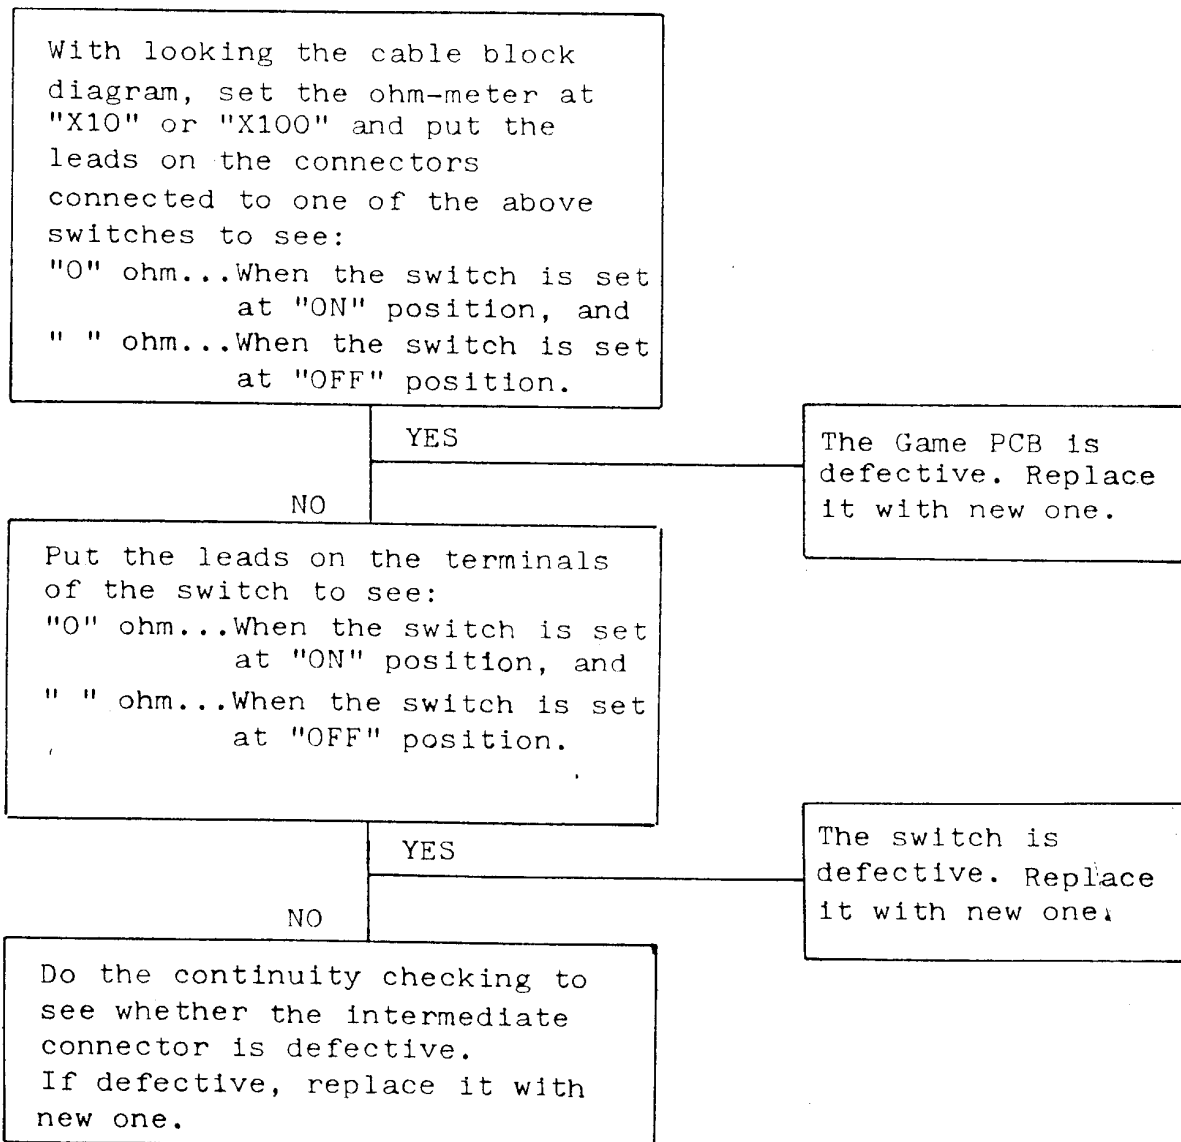 With looking the cable block
diagram, set the ohm-meter at
"X10" or "X100" and put the
leads on the connectors
connected to one of the above
switches to see:
"0" ohm...When the switch is set
at "ON" position, and
" " ohm...When the switch is set
at "OFF" position.
YES
The Game PCB is
defective. Replace
it with new one.
NO
Put the leads on the terminals
of the switch to see:
"0" ohm...When the switch is set
at "ON" position, and
" " ohm...When the switch is set
at "OFF" position.
YES
The switch is
defective. Replace
it with new one.
NO
Do the continuity checking to
see whether the intermediate
connector is defective.
If defective, replace it with
new one.